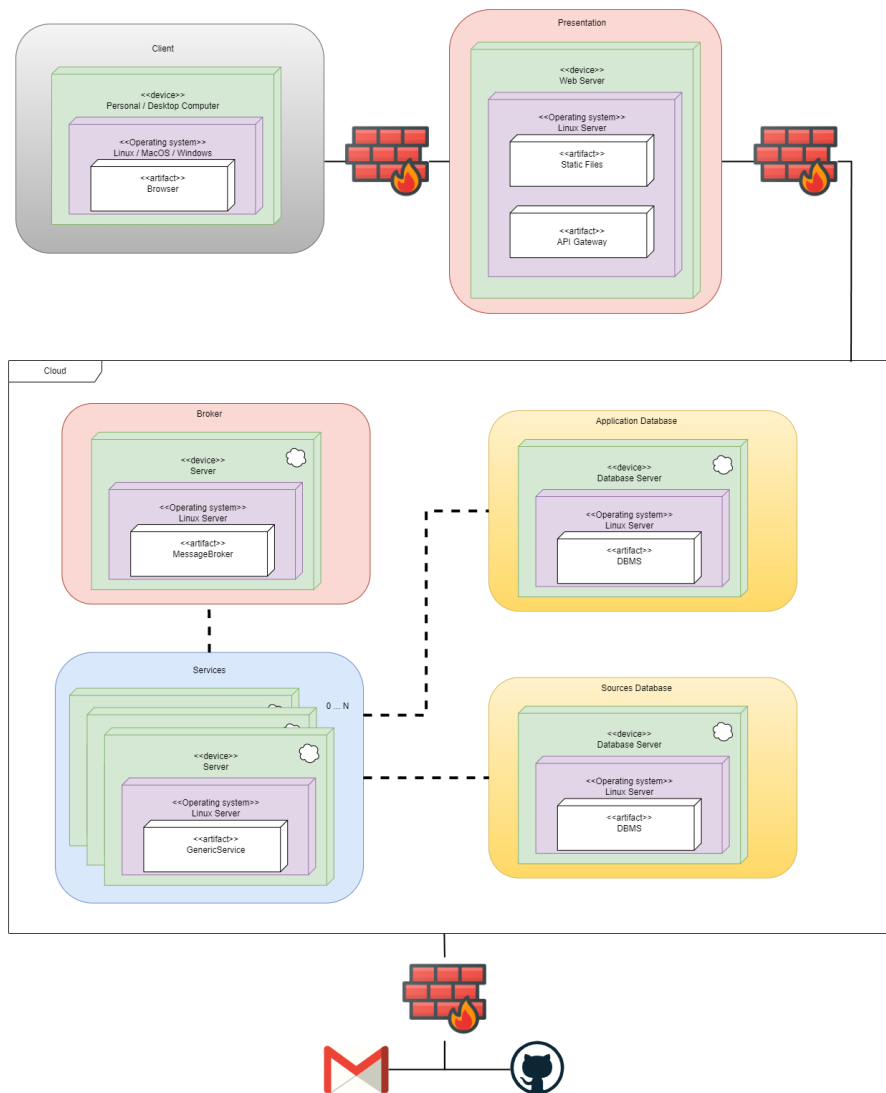 Client
<<device>>
Personal / Desktop Computer
<<Operating system>>
Linux / MacOS / Windows
<<artifact>>
Browser
Presentation
<<device>>
Web Server
<<Operating system>>
Linux Server
<<artifact>>
Static Files
<<artifact>>
API Gateway
Cloud
Broker
<<device>>
Server
<<Operating system>>
Linux Server
<<artifact>>
MessageBroker
Application Database
<<device>>
Database Server
<<Operating system>>
Linux Server
<<artifact>>
DBMS
Services
0 ... N
<<device>>
Server
<<Operating system>>
Linux Server
<<artifact>>
GenericService
Sources Database
<<device>>
Database Server
<<Operating system>>
Linux Server
<<artifact>>
DBMS